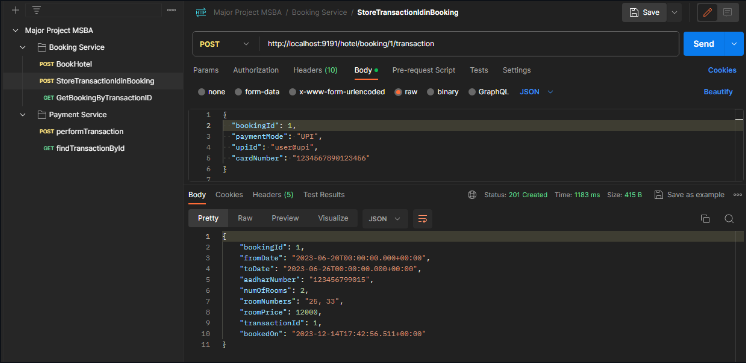 Major Project MSBA / Booking Service / StoreTransactionIdinBooking
Save
Major Project MSBA
Booking Service
POST BookHotel
POST StoreTransactionIdinBooking
GET GetBookingByTransactionID
Payment Service
POST performTransaction
GET findTransactionById
POST http://localhost:9191/hotel/booking/1/transaction Send
Params Authorization Headers (10) Body Pre-request Script Tests Settings Cookies
none form-data x-www-form-urlencoded raw binary GraphQL JSON Beautify
2 "bookingId": 1,
3 "paymentMode": "UPI",
4 "upiId": "user@upi",
5 "cardNumber": "1234567890123466"
6 }
7
Body Cookies Headers (5) Test Results Status: 201 Created Time: 1183 ms Size: 415 B Save as example
Pretty Raw Preview Visualize JSON
1 {
2 "bookingId": 1,
3 "fromDate": "2023-06-20T00:00:00.000+00:00",
4 "toDate": "2023-06-26T00:00:00.000+00:00",
5 "aadharNumber": "123456799015",
6 "numOfRooms": 2,
7 "roomNumbers": "25, 33",
8 "roomPrice": 12000,
9 "transactionId": 1,
10 "bookedOn": "2023-12-14T17:42:56.511+00:00"
11 }